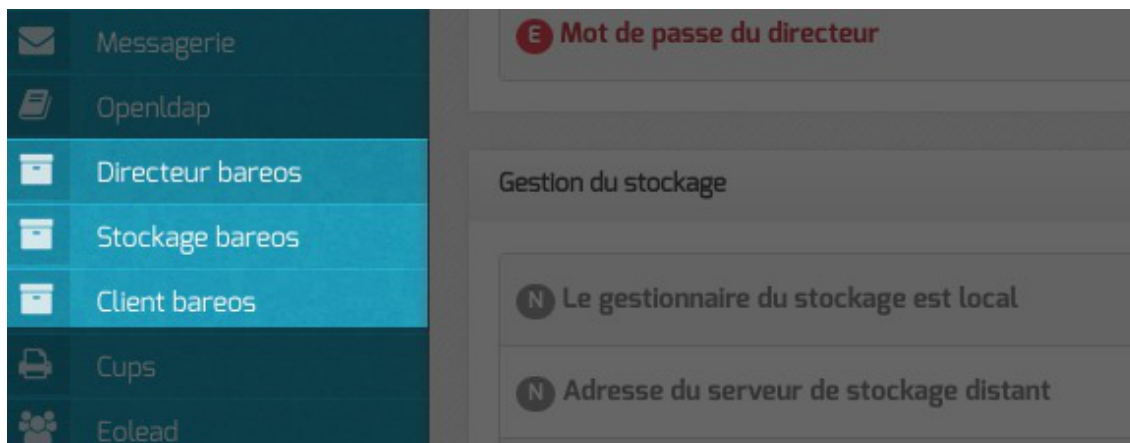 Messagerie
Openldap
Directeur bareos
Stockage bareos
Client bareos
Cups
Eolead
E Mot de passe du directeur
Gestion du stockage
N Le gestionnaire du stockage est local
N Adresse du serveur de stockage distant